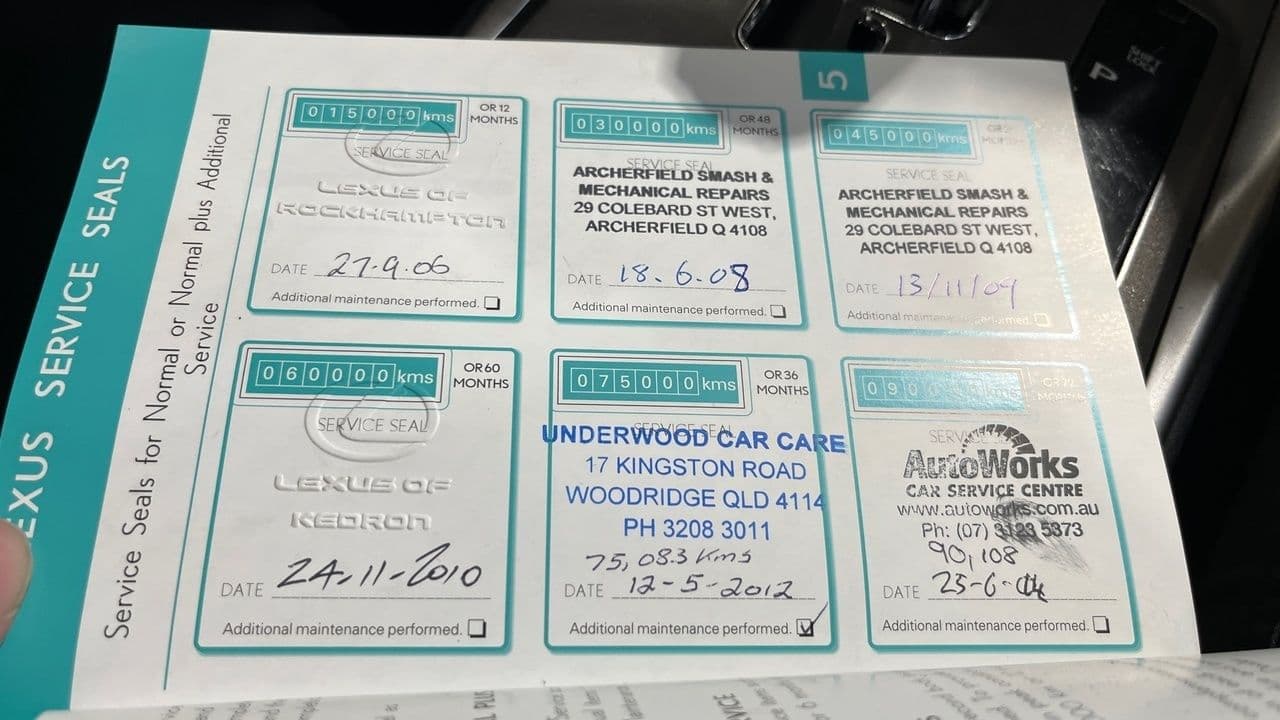 LEXUS SERVICE SEALS
Service Seals for Normal or Normal plus Additional
Service
5
015000 kms
OR 12
MONTHS
SERVICE SEAL
LEXUS OF
ROCKHAMPTON
DATE 27.9.06
Additional maintenance performed.
030000 kms
OR 48
MONTHS
SERVICE SEAL
ARCHERFIELD SMASH &
MECHANICAL REPAIRS
29 COLEBARD ST WEST,
ARCHERFIELD Q 4108
DATE 18.6.08
Additional maintenance performed.
045000 kms
SERVICE SEAL
ARCHERFIELD SMASH &
MECHANICAL REPAIRS
29 COLEBARD ST WEST,
ARCHERFIELD Q 4108
DATE 13/11/09
Additional maintenance performed.
060000 kms
OR 60
MONTHS
SERVICE SEAL
LEXUS OF
KEDRON
DATE 24.11-2010
Additional maintenance performed.
075000 kms
OR 36
MONTHS
SERVICE SEAL
UNDERWOOD CAR CARE
17 KINGSTON ROAD
WOODRIDGE QLD 4114
PH 3208 3011
75,083 Kms
DATE 12-5-2012
Additional maintenance performed.
OR 72
MONTHS
AutoWorks
CAR SERVICE CENTRE
www.autoworks.com.au
Ph: (07) 3123 5373
90,108
DATE 23-6-
Additional maintenance performed.
SHIFT
LOCK
P